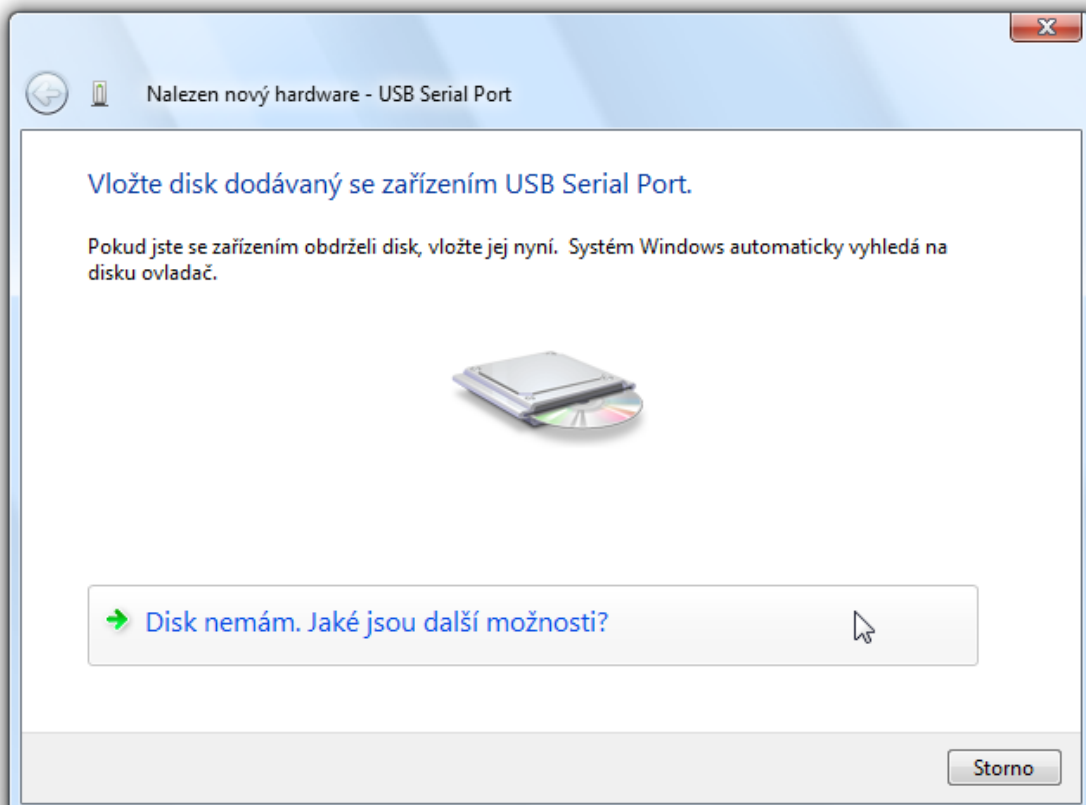 Nalezen nový hardware - USB Serial Port
Vložte disk dodávaný se zařízením USB Serial Port.
Pokud jste se zařízením obdrželi disk, vložte jej nyní.  Systém Windows automaticky vyhledá na
disku ovladač.
Disk nemám. Jaké jsou další možnosti?
Storno